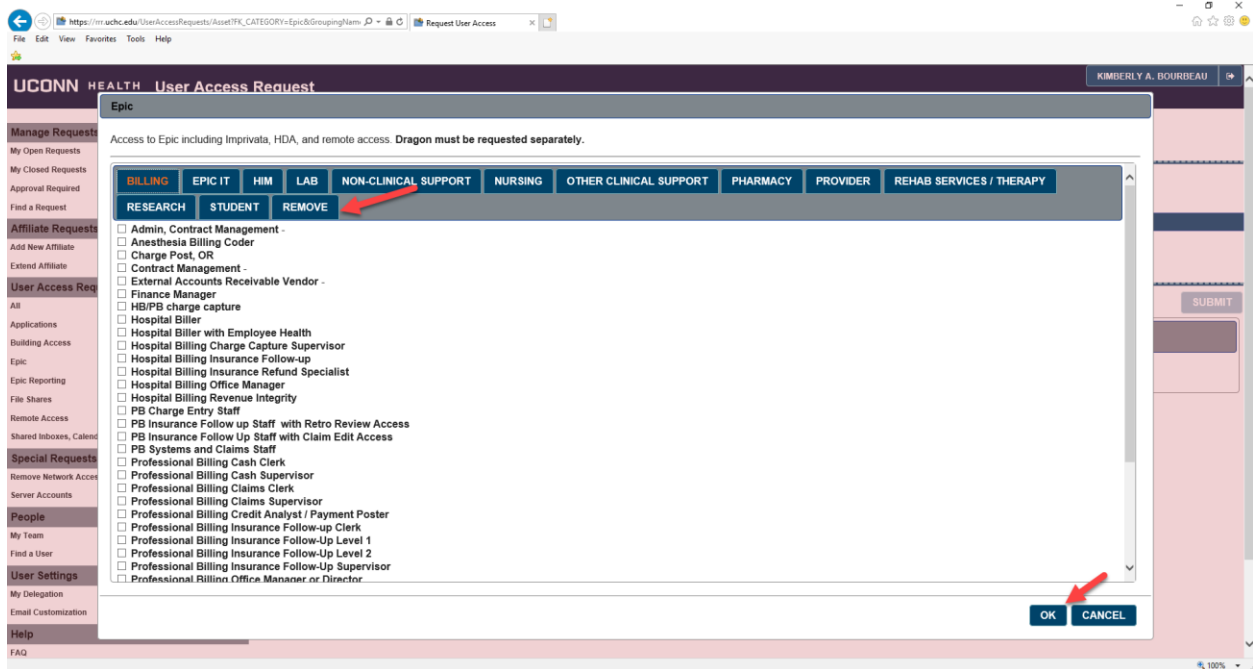 https://rrr.uchc.edu/UserAccessRequests/Asset?FK_CATEGORY=Epic&GroupingNam
Request User Access
File Edit View Favorites Tools Help
UCONN HEALTH User Access Request
KIMBERLY A. BOURBEAU
Manage Requests
My Open Requests
My Closed Requests
Approval Required
Find a Request
Affiliate Requests
Add New Affiliate
Extend Affiliate
User Access Req
All
Applications
Building Access
Epic
Epic Reporting
File Shares
Remote Access
Shared Inboxes, Calend
Special Requests
Remove Network Acces
Server Accounts
People
My Team
Find a User
User Settings
My Delegation
Email Customization
Help
FAQ
Epic
Access to Epic including Imprivata, HDA, and remote access. Dragon must be requested separately.
BILLING EPIC IT HIM LAB NON-CLINICAL SUPPORT NURSING OTHER CLINICAL SUPPORT PHARMACY PROVIDER REHAB SERVICES / THERAPY
RESEARCH STUDENT REMOVE
Admin, Contract Management -
Anesthesia Billing Coder
Charge Post, OR
Contract Management -
External Accounts Receivable Vendor -
Finance Manager
HB/PB charge capture
Hospital Biller
Hospital Biller with Employee Health
Hospital Billing Charge Capture Supervisor
Hospital Billing Insurance Follow-up
Hospital Billing Insurance Refund Specialist
Hospital Billing Office Manager
Hospital Billing Revenue Integrity
PB Charge Entry Staff
PB Insurance Follow up Staff with Retro Review Access
PB Insurance Follow Up Staff with Claim Edit Access
PB Systems and Claims Staff
Professional Billing Cash Clerk
Professional Billing Cash Supervisor
Professional Billing Claims Clerk
Professional Billing Claims Supervisor
Professional Billing Credit Analyst / Payment Poster
Professional Billing Insurance Follow-up Clerk
Professional Billing Insurance Follow-Up Level 1
Professional Billing Insurance Follow-Up Level 2
Professional Billing Insurance Follow-Up Supervisor
Professional Billing Office Manager or Director
SUBMIT
OK CANCEL
100%